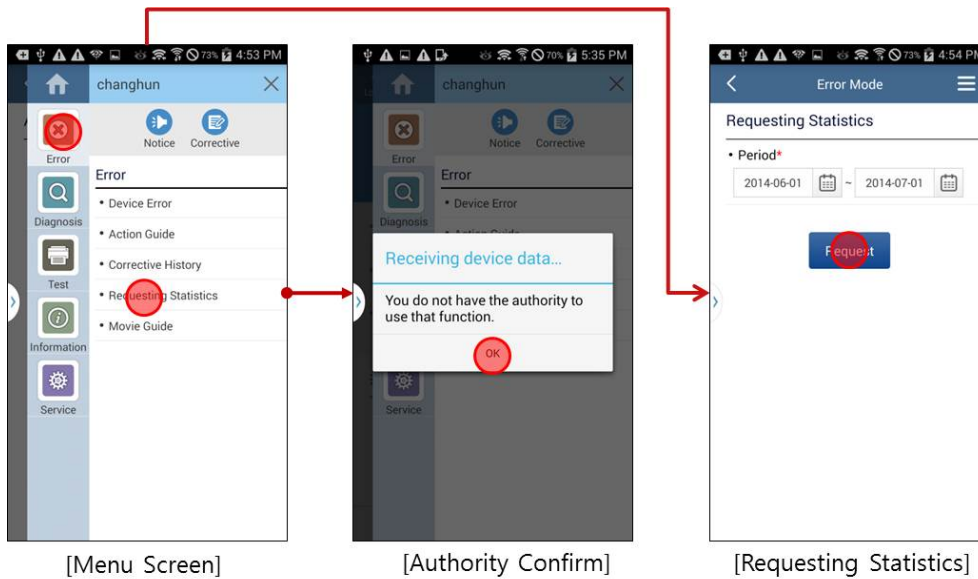 73% 4:53 PM
changhun
Notice Corrective
Error
Error
• Device Error
Diagnosis
• Action Guide
• Corrective History
Test
• Requesting Statistics
• Movie Guide
Information
Service
[Menu Screen]
70% 5:35 PM
changhun
Notice Corrective
Error
Error
• Device Error
Diagnosis
Receiving device data...
You do not have the authority to
use that function.
OK
Service
[Authority Confirm]
73% 4:54 PM
Error Mode
Requesting Statistics
• Period*
2014-06-01 ~ 2014-07-01
Request
[Requesting Statistics]